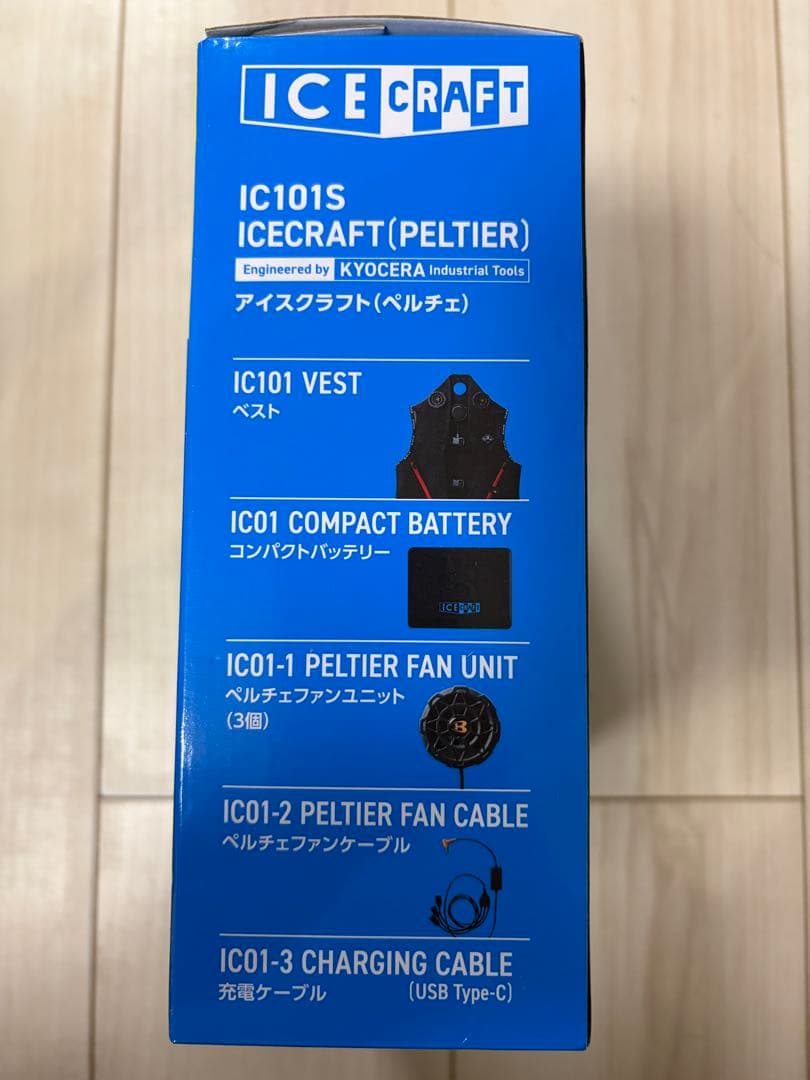 ICE CRAFT
IC101S
ICECRAFT(PELTIER)
Engineered by KYOCERA Industrial Tools
アイスクラフト(ペルチェ)
IC101 VEST
ベスト
IC01 COMPACT BATTERY
コンパクトバッテリー
ICE CRAFT
IC01-1 PELTIER FAN UNIT
ペルチェファンユニット
(3個)
B
IC01-2 PELTIER FAN CABLE
ペルチェファンケーブル
IC01-3 CHARGING CABLE
充電ケーブル (USB Type-C)